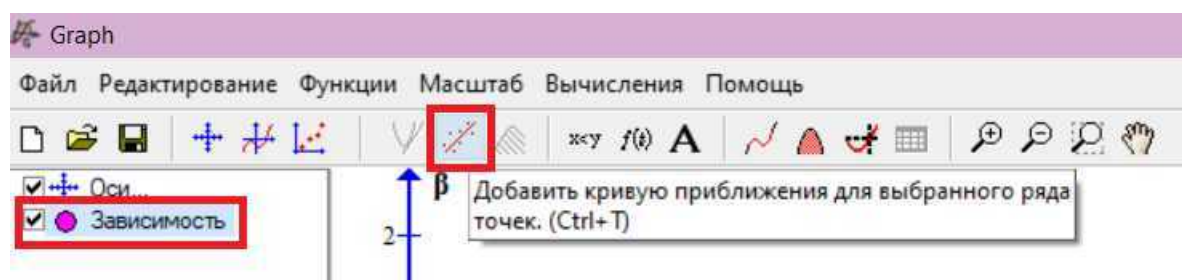 Graph
Файл Редактирование Функции Масштаб Вычисления Помощь
x<y f(t) A
Оси...
Зависимость
β
2
Добавить кривую приближения для выбранного ряда
точек. (Ctrl+T)